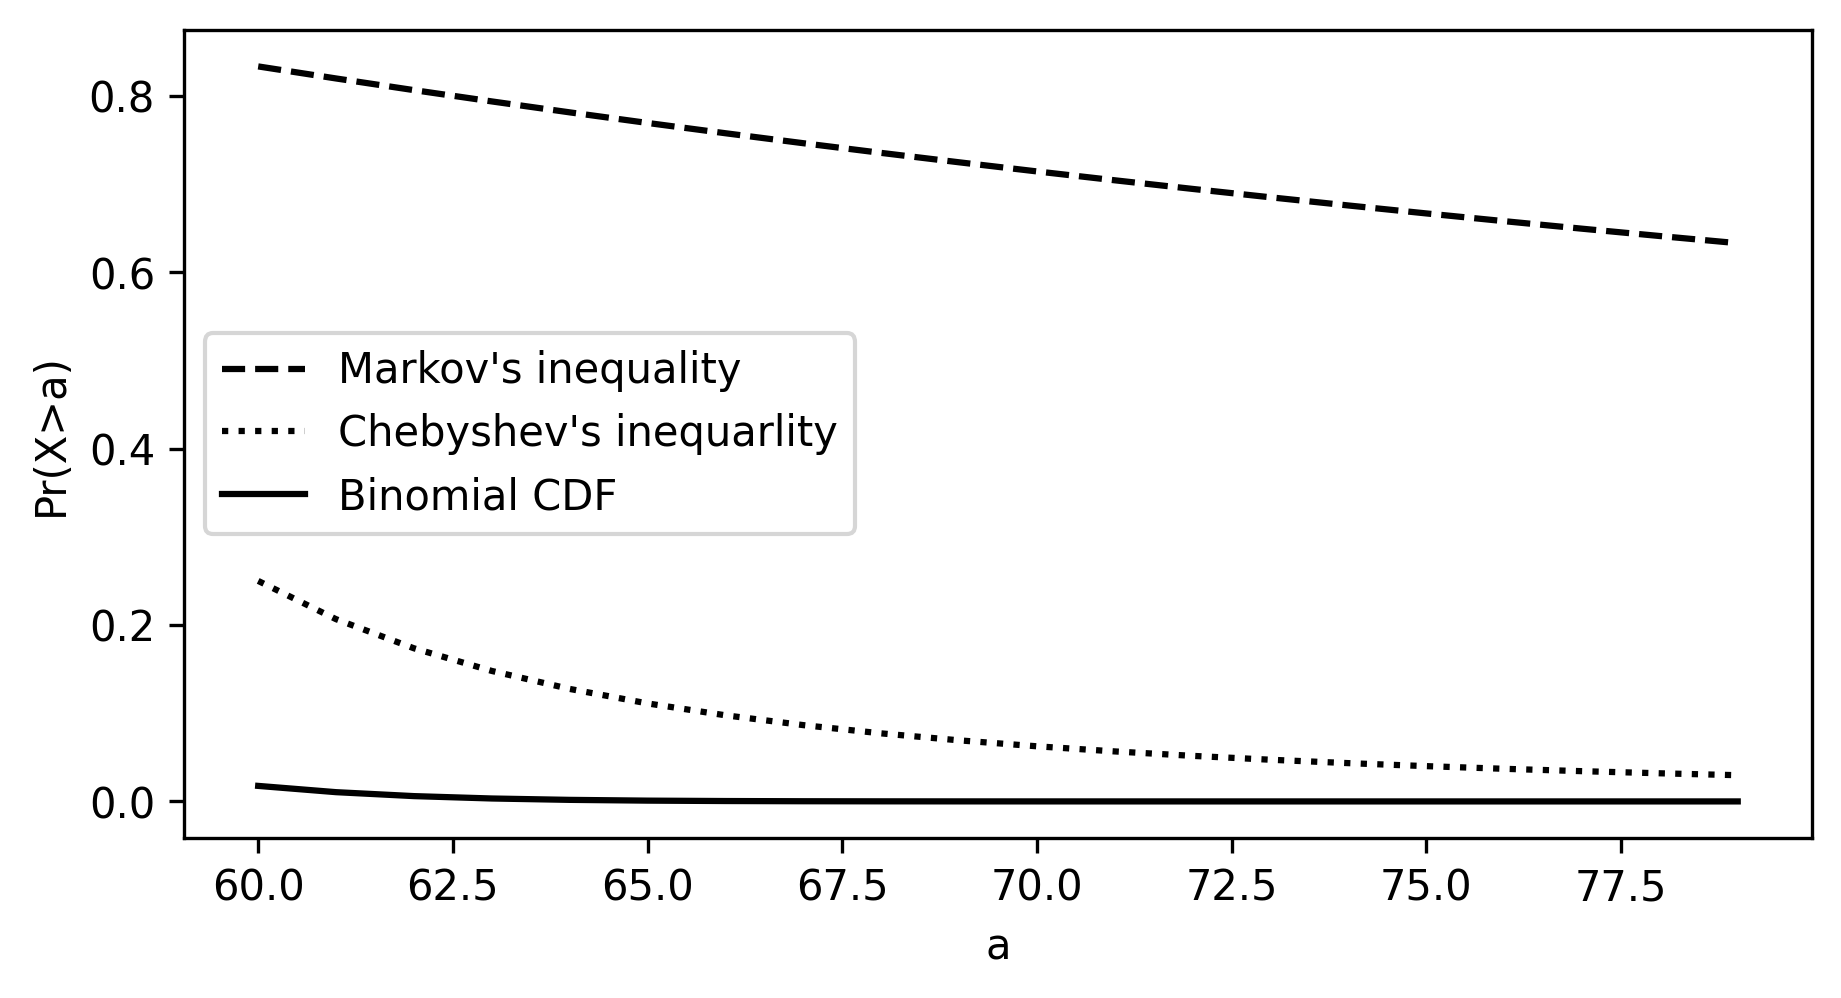 Pr(X>a)
0.8
0.6
0.4
0.2
0.0
Markov's inequality
Chebyshev's inequarlity
Binomial CDF
60.0 62.5 65.0 67.5 70.0 72.5 75.0 77.5
a